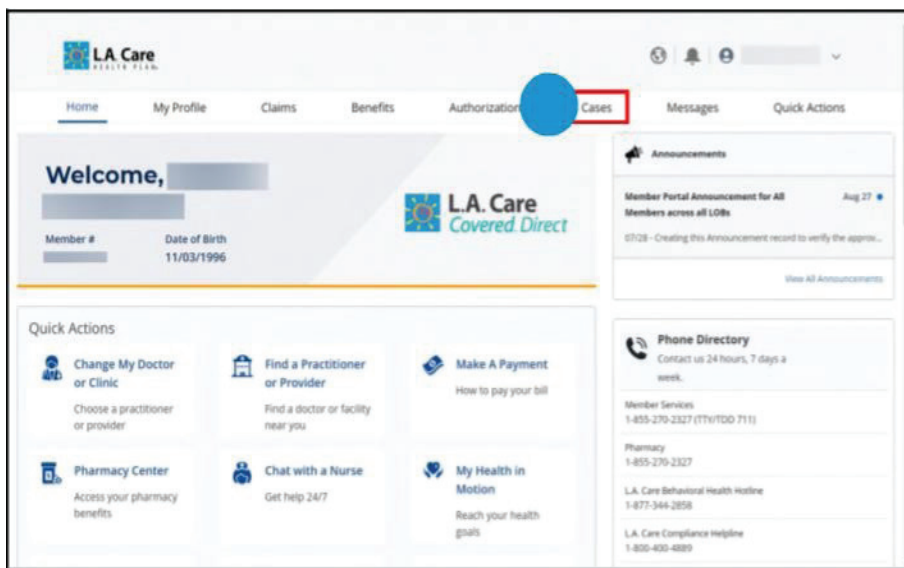 L.A. Care
HEALTH PLAN
Home My Profile Claims Benefits Authorization Cases Messages Quick Actions
Welcome,
Member # Date of Birth
11/03/1996
L.A. Care
Covered Direct
Announcements
Member Portal Announcement for All Aug 27
Members across all LOBs
07/28 - Creating this Announcement record to verify the approv...
View All Announcements
Quick Actions
Change My Doctor
or Clinic
Choose a practitioner
or provider
Find a Practitioner
or Provider
Find a doctor or facility
near you
Make A Payment
How to pay your bill
Pharmacy Center
Access your pharmacy
benefits
Chat with a Nurse
Get help 24/7
My Health in
Motion
Reach your health
goals
Phone Directory
Contact us 24 hours, 7 days a
week.
Member Services
1-855-270-2327 (TTY/TDD 711)
Pharmacy
1-855-270-2327
L.A. Care Behavioral Health Hotline
1-877-344-2858
L.A. Care Compliance Helpline
1-800-400-4889